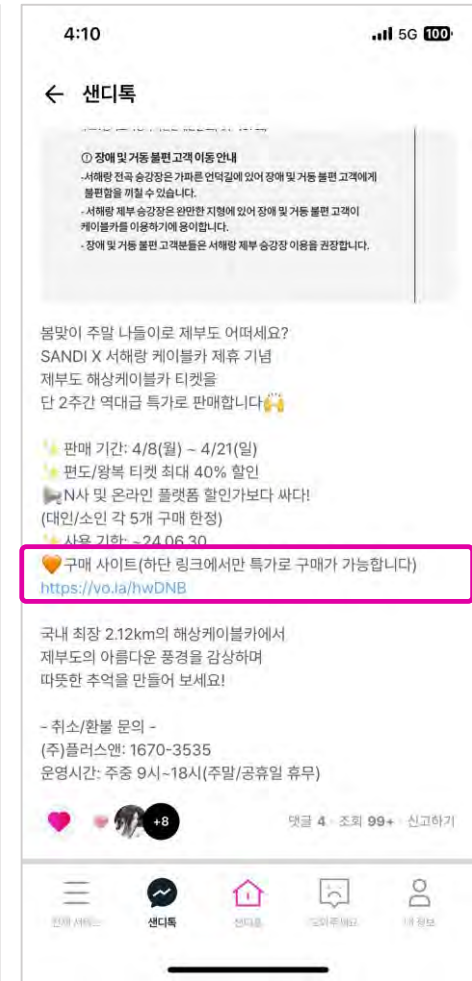 4:10
5G 100
← 샌디톡
① 장애 및 거동 불편 고객 이동 안내
-서해랑 전곡 승강장은 가파른 언덕길에 있어 장애 및 거동 불편 고객에게
불편함을 끼칠 수 있습니다.
- 서해랑 제부 승강장은 완만한 지형에 있어 장애 및 거동 불편 고객이
케이블카를 이용하기에 용이합니다.
- 장애 및 거동 불편 고객분들은 서해랑 제부 승강장 이용을 권장합니다.
봄맞이 주말 나들이로 제부도 어떠세요?
SANDI X 서해랑 케이블카 제휴 기념
제부도 해상케이블카 티켓을
단 2주간 역대급 특가로 판매합니다🙌
✨ 판매 기간: 4/8(월) ~ 4/21(일)
✨ 편도/왕복 티켓 최대 40% 할인
📢N사 및 온라인 플랫폼 할인가보다 싸다!
(대인/소인 각 5개 구매 한정)
✨ 사용 기한: ~24.06.30
🧡구매 사이트(하단 링크에서만 특가로 구매가 가능합니다)
https://vo.la/hwDNB
국내 최장 2.12km의 해상케이블카에서
제부도의 아름다운 풍경을 감상하며
따뜻한 추억을 만들어 보세요!
- 취소/환불 문의 -
(주)플러스앤: 1670-3535
운영시간: 주중 9시~18시(주말/공휴일 휴무)
+8
댓글 4 · 조회 99+ · 신고하기
샌디톡
샌디홈
내 정보